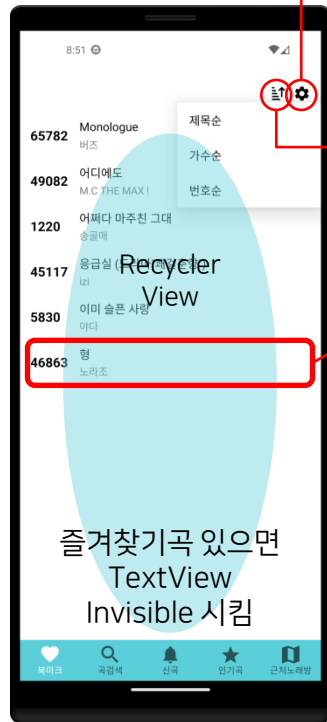 8:51
제목순
가수순
번호순
65782 Monologue
버즈
49082 어디에도
M.C THE MAX !
1220 어쩌다 마주친 그대
송골매
45117 응급실 (
izi
5830 이미 슬픈 사랑
야다
46863 형
노라조
Recycler
View
즐겨찾기곡 있으면
TextView
Invisible 시킴
북마크 곡검색 신곡 인기곡 근처노래방